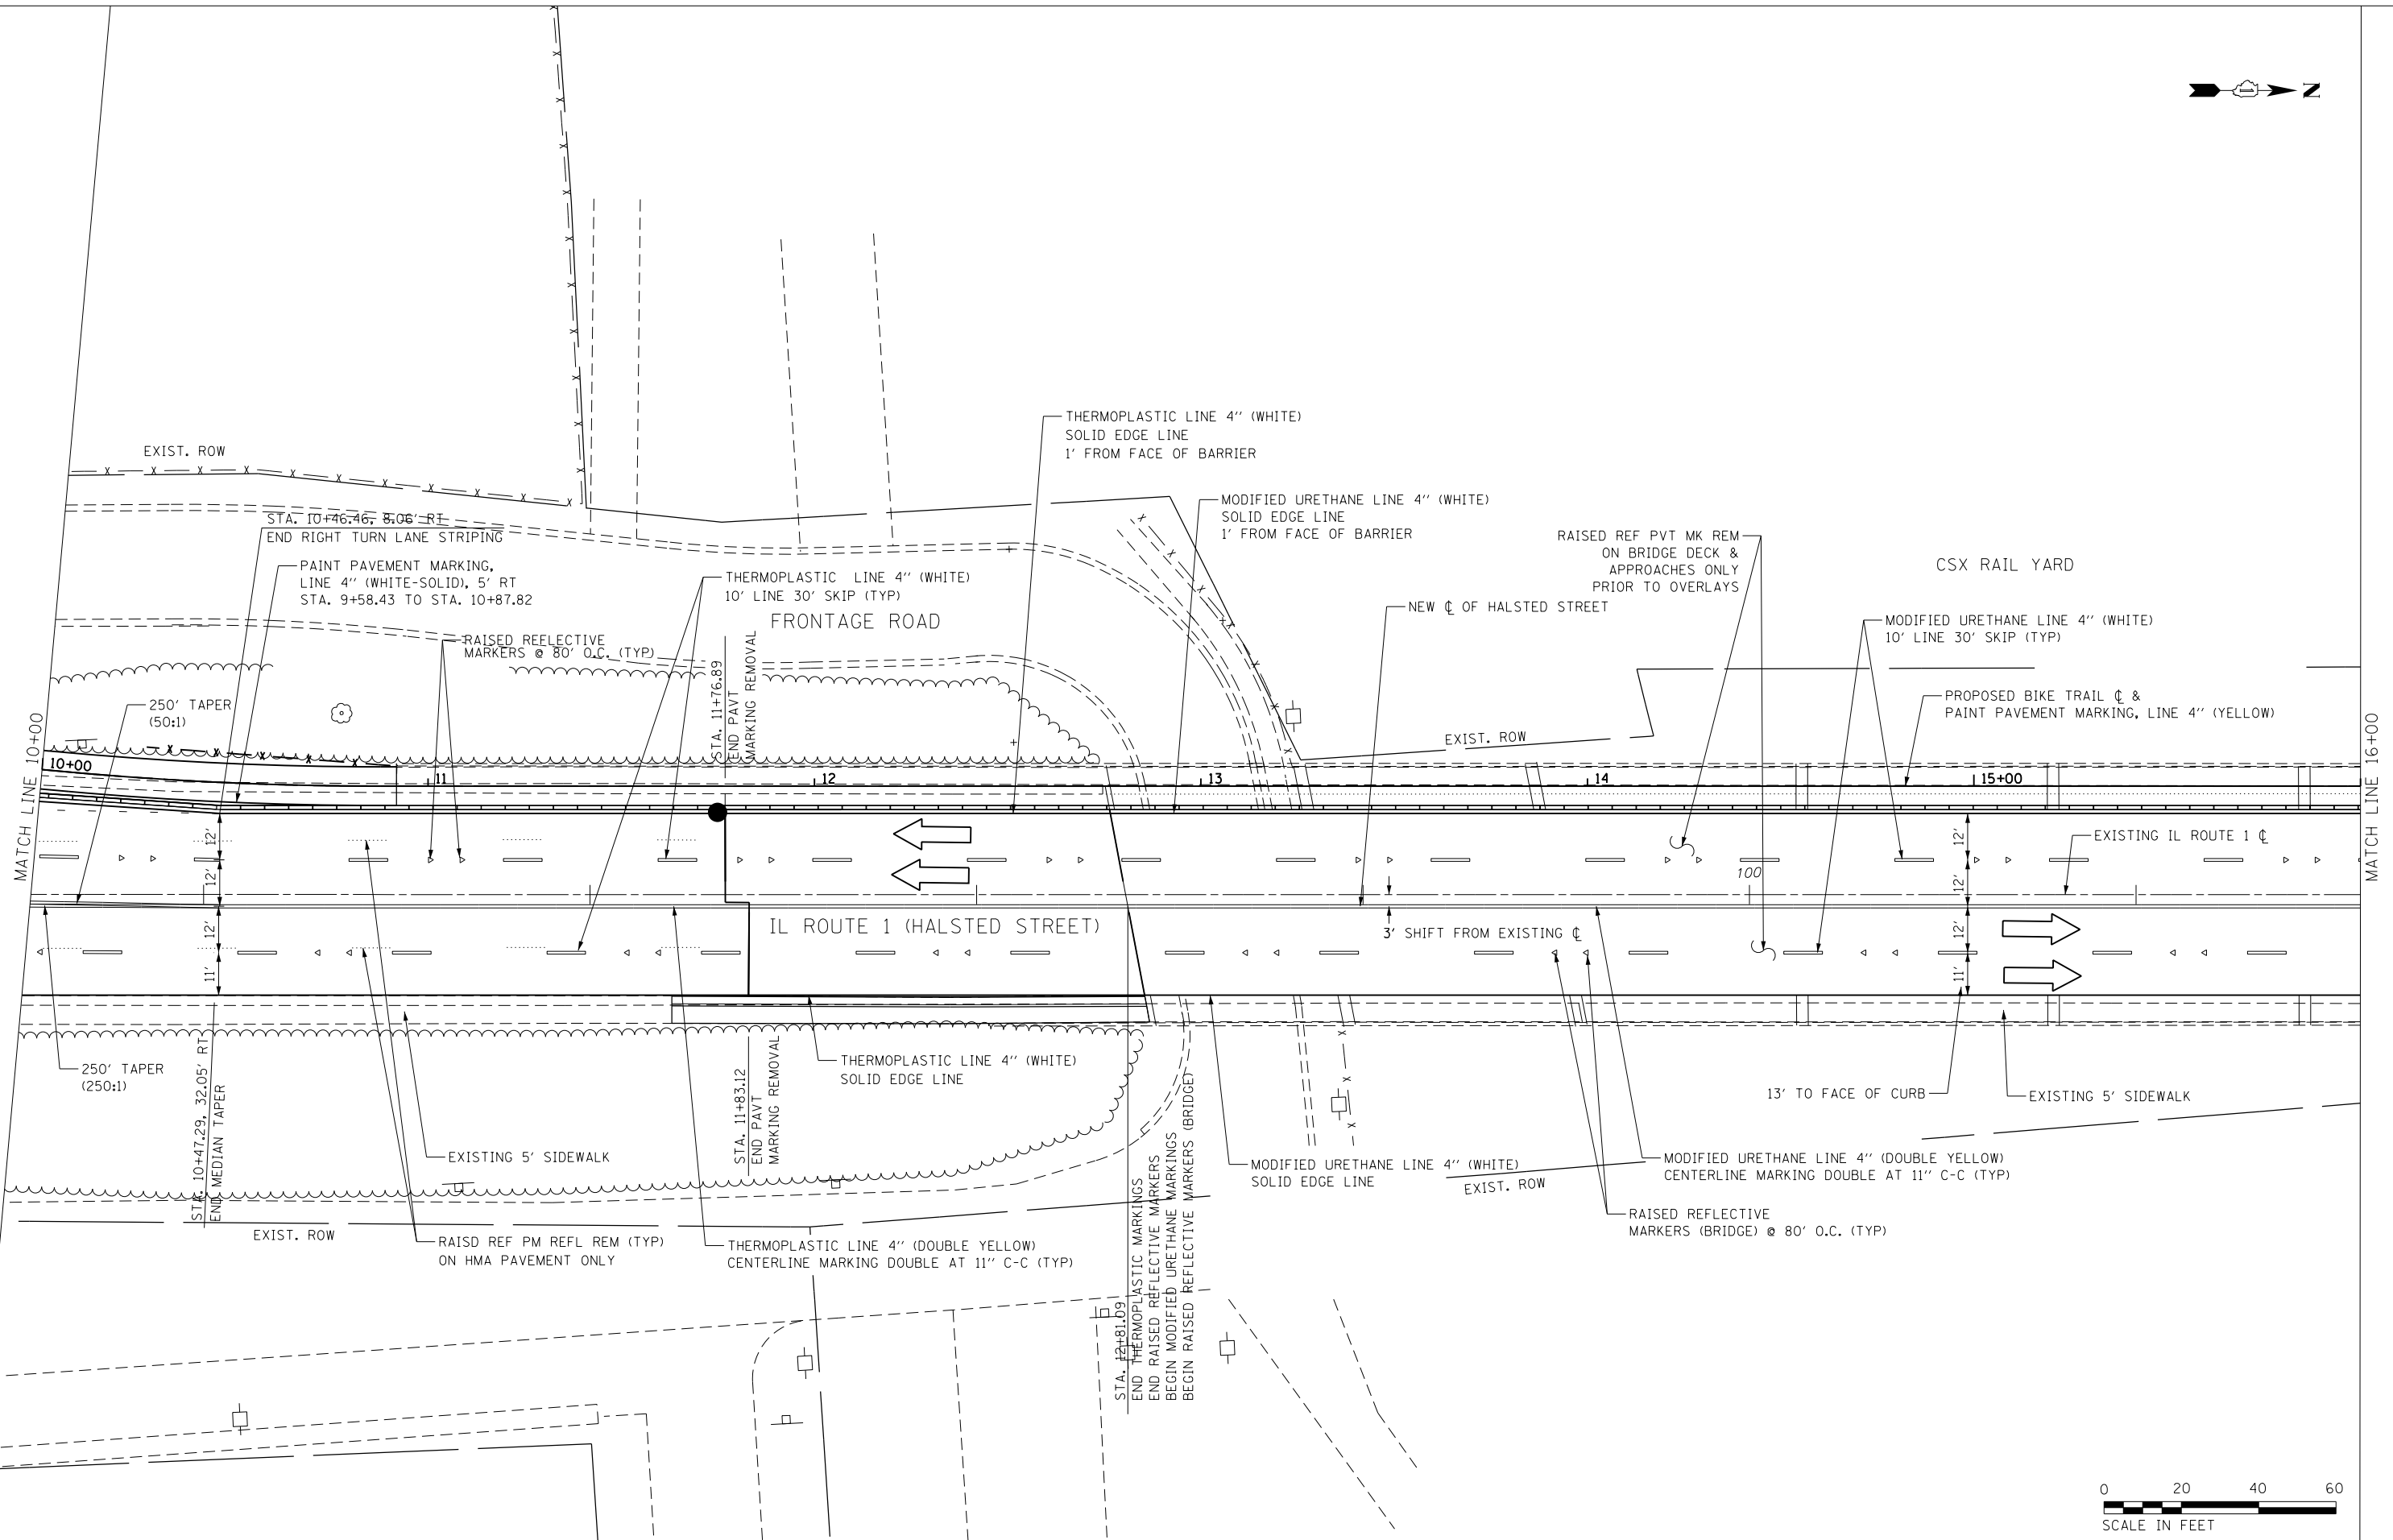 N
EXIST. ROW
THERMOPLASTIC LINE 4'' (WHITE)
SOLID EDGE LINE
1' FROM FACE OF BARRIER
MODIFIED URETHANE LINE 4'' (WHITE)
SOLID EDGE LINE
1' FROM FACE OF BARRIER
STA. 10+46.46, 8.06' RT
END RIGHT TURN LANE STRIPING
PAINT PAVEMENT MARKING,
LINE 4'' (WHITE-SOLID), 5' RT
STA. 9+58.43 TO STA. 10+87.82
THERMOPLASTIC LINE 4'' (WHITE)
10' LINE 30' SKIP (TYP)
FRONTAGE ROAD
RAISED REF PVT MK REM
ON BRIDGE DECK &
APPROACHES ONLY
PRIOR TO OVERLAYS
CSX RAIL YARD
NEW ℄ OF HALSTED STREET
MODIFIED URETHANE LINE 4'' (WHITE)
10' LINE 30' SKIP (TYP)
RAISED REFLECTIVE
MARKERS @ 80' O.C. (TYP)
STA. 11+76.89
END PAVT
MARKING REMOVAL
250' TAPER
(50:1)
PROPOSED BIKE TRAIL ℄ &
PAINT PAVEMENT MARKING, LINE 4'' (YELLOW)
EXIST. ROW
MATCH LINE 10+00
MATCH LINE 16+00
10+00
11
12
13
14
15+00
12'
12'
12'
11'
12'
12'
12'
11'
EXISTING IL ROUTE 1 ℄
100
IL ROUTE 1 (HALSTED STREET)
3' SHIFT FROM EXISTING ℄
250' TAPER
(250:1)
STA. 10+47.29, 32.05' RT
END MEDIAN TAPER
THERMOPLASTIC LINE 4'' (WHITE)
SOLID EDGE LINE
STA. 11+83.12
END PAVT
MARKING REMOVAL
13' TO FACE OF CURB
EXISTING 5' SIDEWALK
EXISTING 5' SIDEWALK
MODIFIED URETHANE LINE 4'' (WHITE)
SOLID EDGE LINE
EXIST. ROW
MODIFIED URETHANE LINE 4'' (DOUBLE YELLOW)
CENTERLINE MARKING DOUBLE AT 11'' C-C (TYP)
RAISED REFLECTIVE
MARKERS (BRIDGE) @ 80' O.C. (TYP)
EXIST. ROW
RAISD REF PM REFL REM (TYP)
ON HMA PAVEMENT ONLY
THERMOPLASTIC LINE 4'' (DOUBLE YELLOW)
CENTERLINE MARKING DOUBLE AT 11'' C-C (TYP)
STA. 12+81.09
END THERMOPLASTIC MARKINGS
END RAISED REFLECTIVE MARKERS
BEGIN MODIFIED URETHANE MARKINGS
BEGIN RAISED REFLECTIVE MARKERS (BRIDGE)
0 20 40 60
SCALE IN FEET